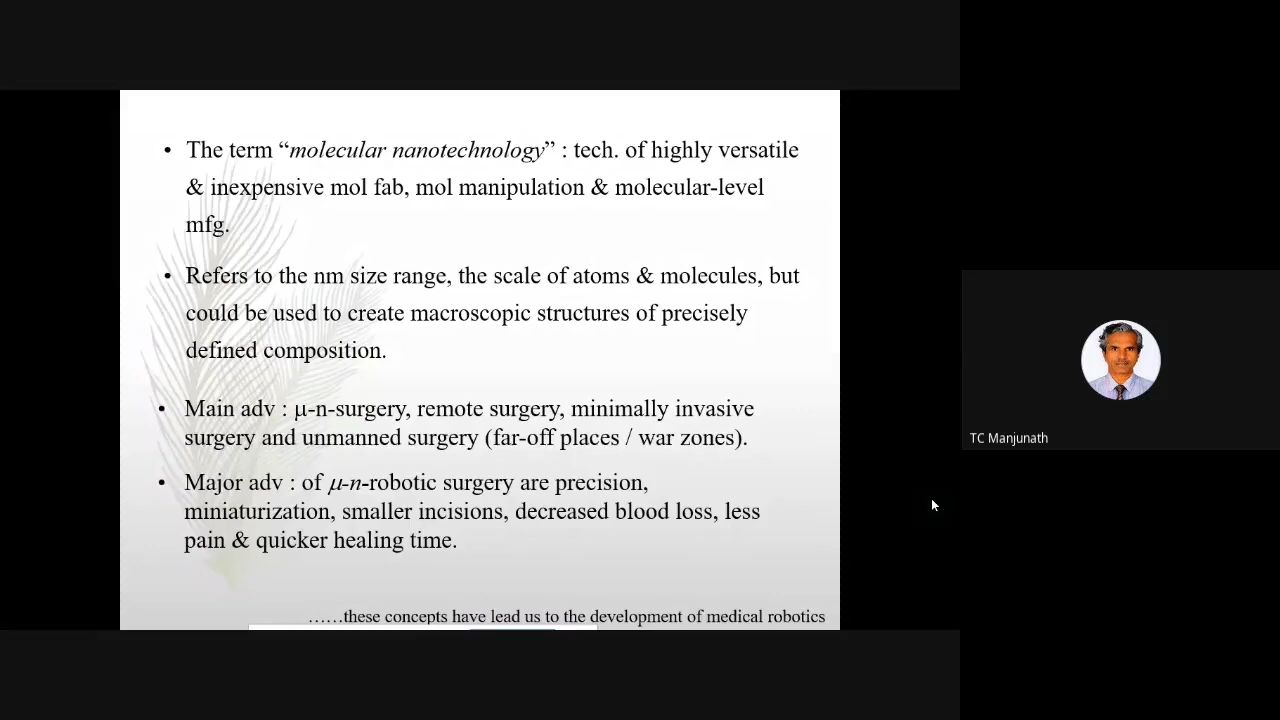 • The term “molecular nanotechnology” : tech. of highly versatile
& inexpensive mol fab, mol manipulation & molecular-level
mfg.
• Refers to the nm size range, the scale of atoms & molecules, but
could be used to create macroscopic structures of precisely
defined composition.
• Main adv : μ-n-surgery, remote surgery, minimally invasive
surgery and unmanned surgery (far-off places / war zones).
• Major adv : of μ-n-robotic surgery are precision,
miniaturization, smaller incisions, decreased blood loss, less
pain & quicker healing time.
……these concepts have lead us to the development of medical robotics
TC Manjunath